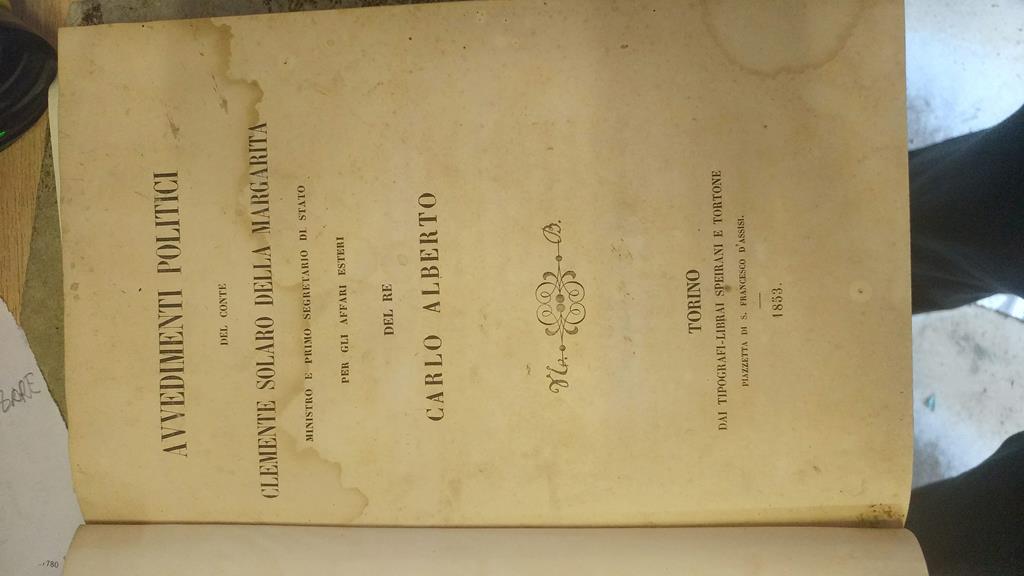 AVVEDIMENTI POLITICI
DEL CONTE
CLEMENTE SOLARO DELLA MARGARITA
MINISTRO E PRIMO SEGRETARIO DI STATO
PER GLI AFFARI ESTERI
DEL RE
CARLO ALBERTO
B.
TORINO
DAI TIPOGRAFI-LIBRAI SPEIRANI E TORTONE
PIAZZETTA DI S. FRANCESCO D'ASSISI.
1853.
780